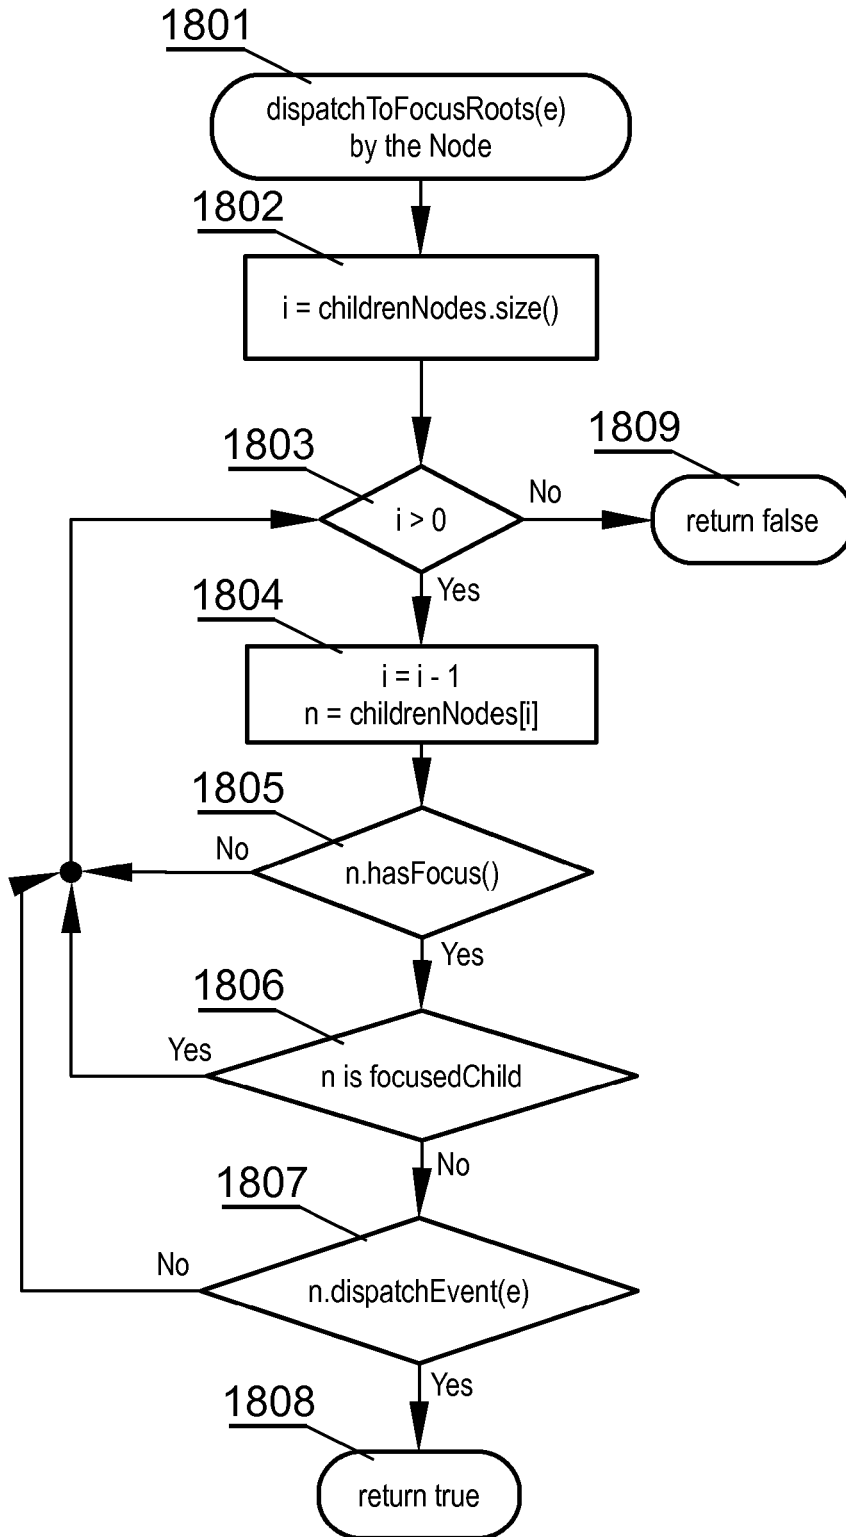 1801
dispatchToFocusRoots(e)
by the Node
1802
i = childrenNodes.size()
1803
i > 0
No
1809
return false
Yes
1804
i = i - 1
n = childrenNodes[i]
1805
No
n.hasFocus()
Yes
1806
Yes
n is focusedChild
No
1807
No
n.dispatchEvent(e)
Yes
1808
return true